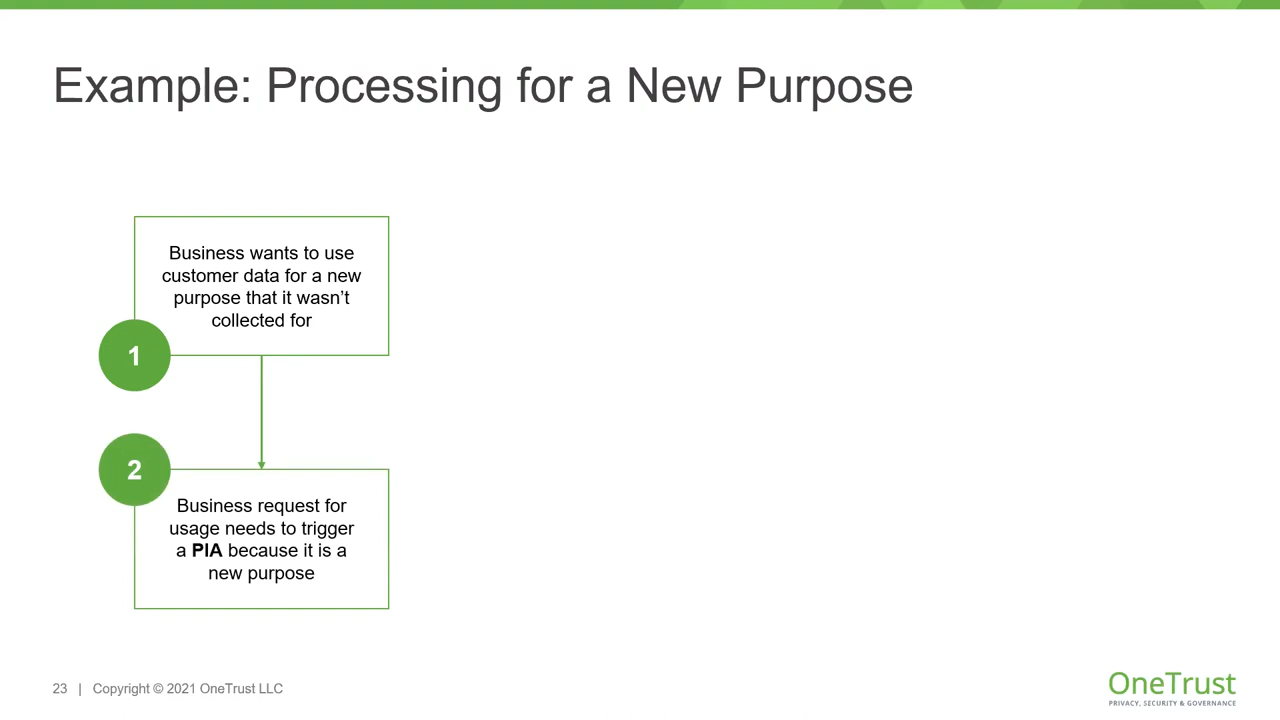 Example: Processing for a New Purpose
Business wants to use
customer data for a new
purpose that it wasn’t
collected for
1
2
Business request for
usage needs to trigger
a PIA because it is a
new purpose
23 | Copyright © 2021 OneTrust LLC
OneTrust
PRIVACY, SECURITY & GOVERNANCE